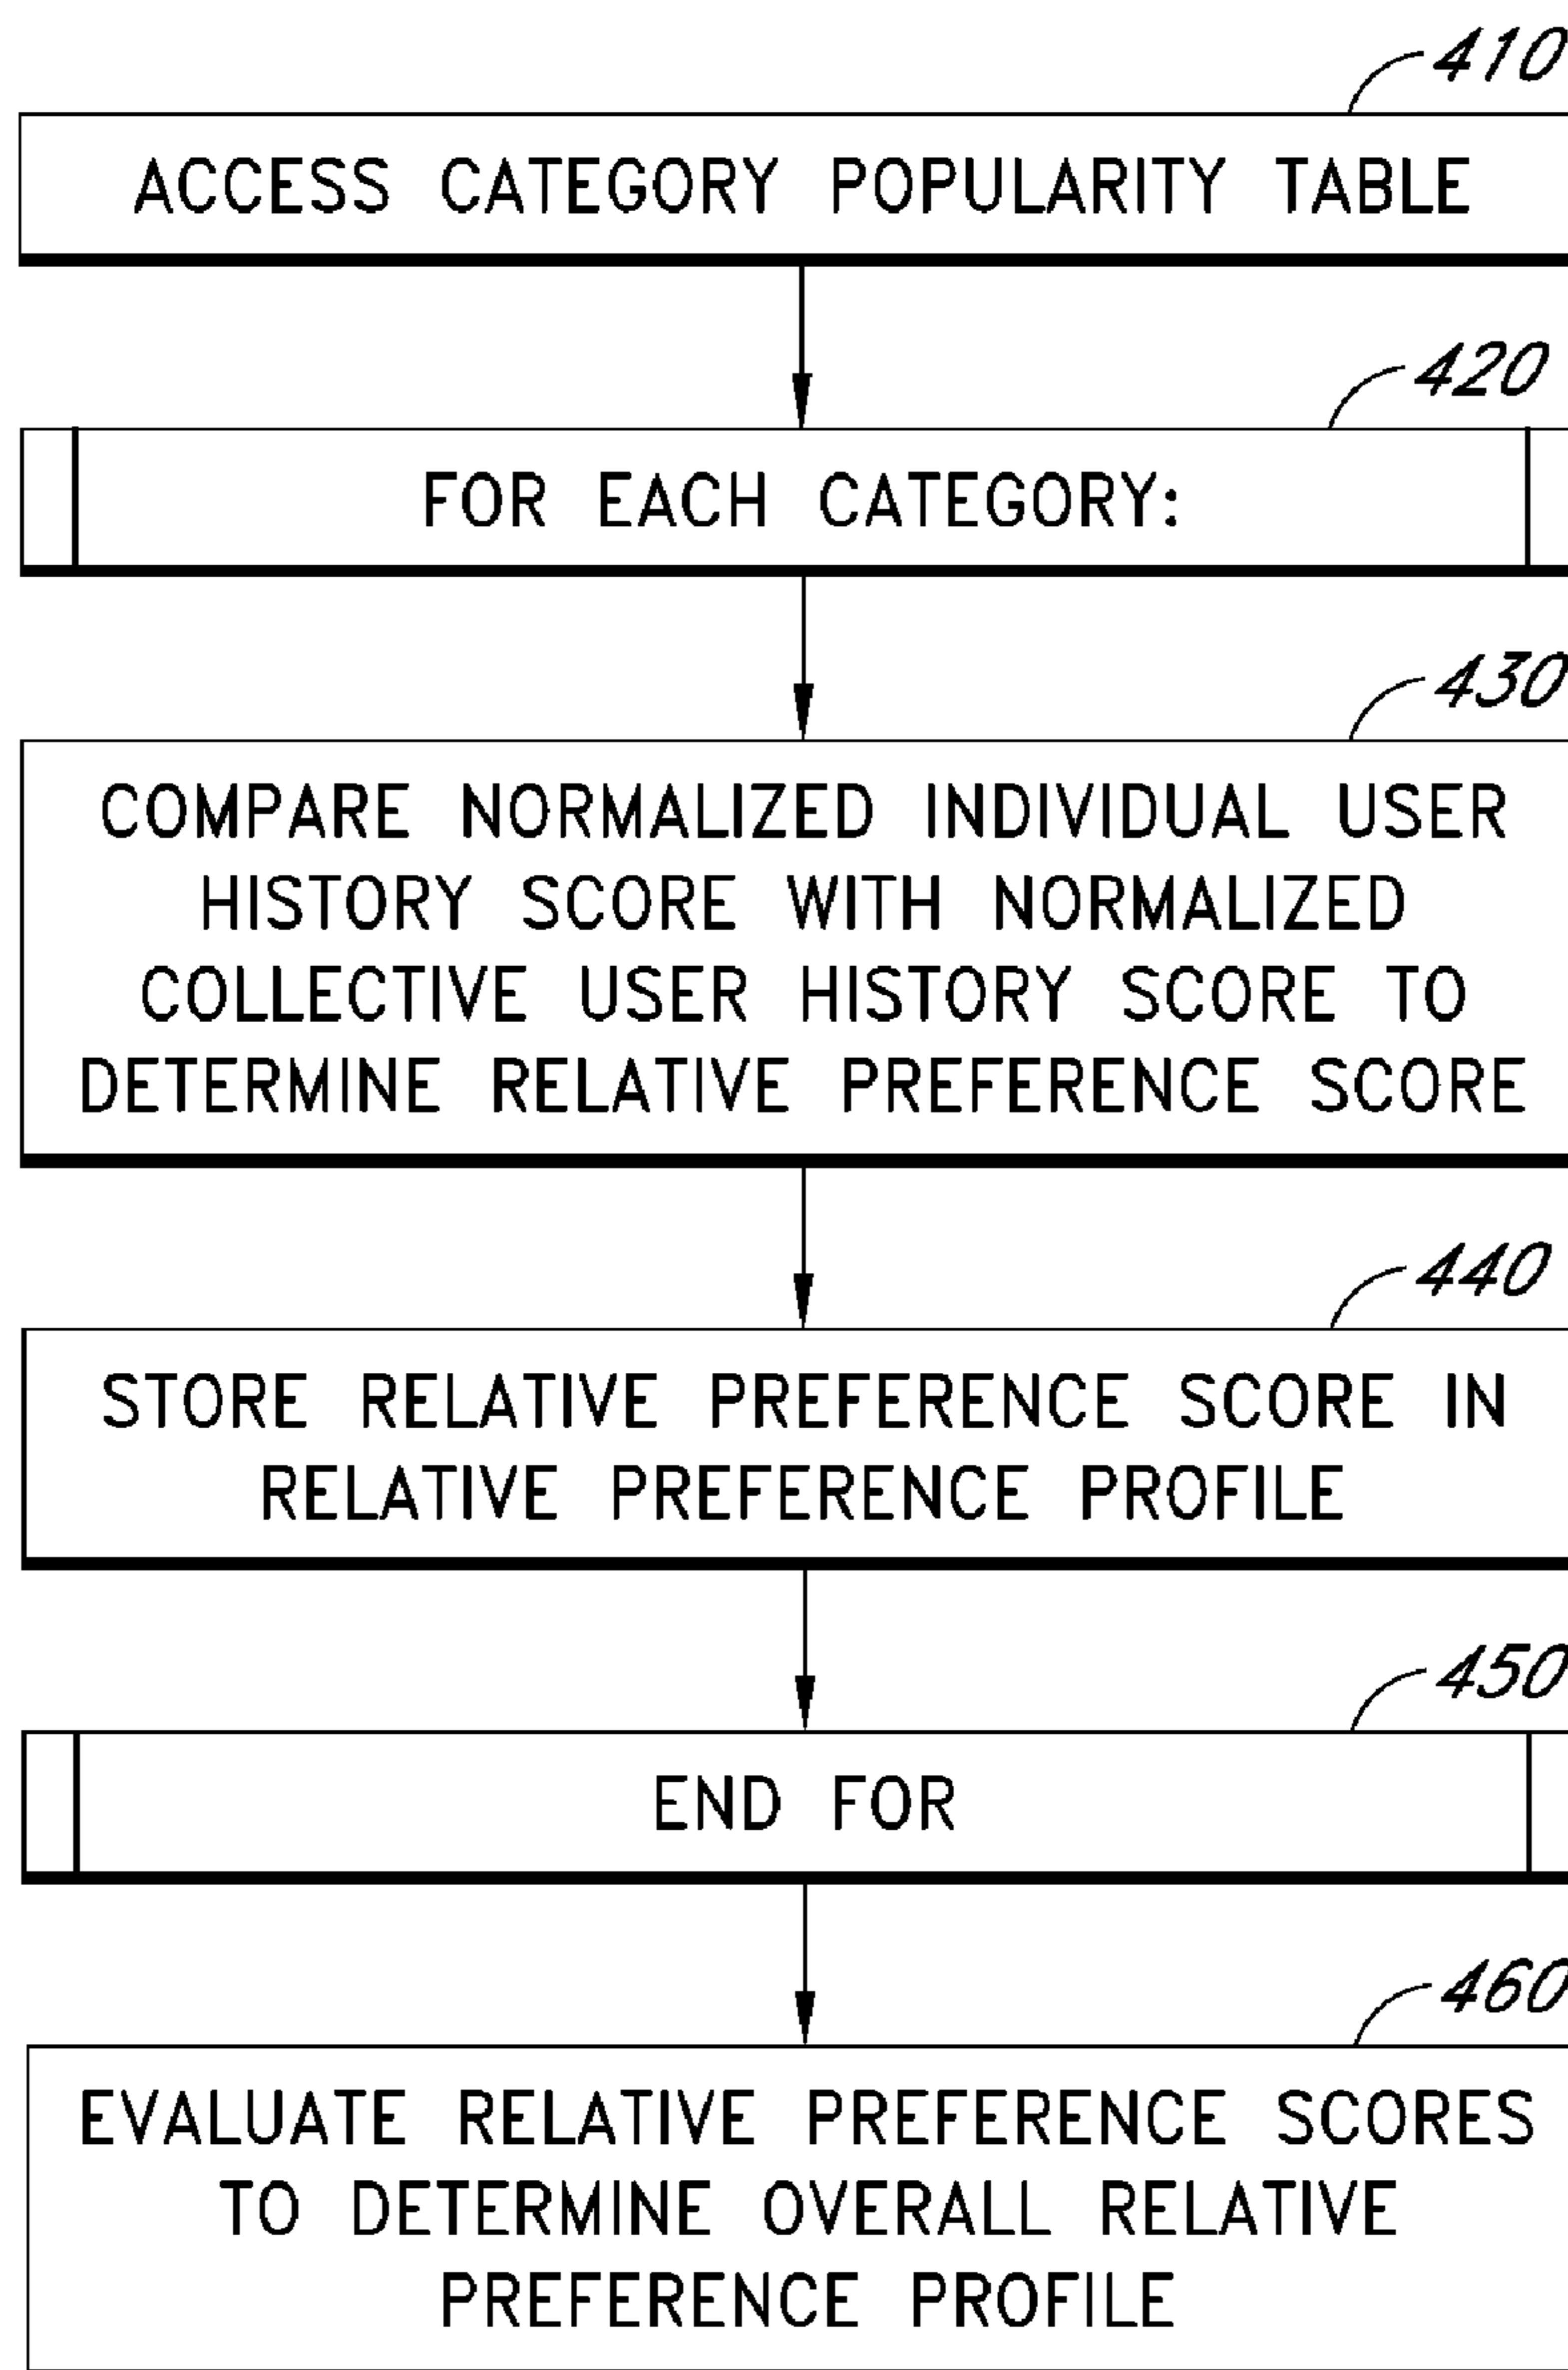 410
ACCESS CATEGORY POPULARITY TABLE
420
FOR EACH CATEGORY:
430
COMPARE NORMALIZED INDIVIDUAL USER
HISTORY SCORE WITH NORMALIZED
COLLECTIVE USER HISTORY SCORE TO
DETERMINE RELATIVE PREFERENCE SCORE
440
STORE RELATIVE PREFERENCE SCORE IN
RELATIVE PREFERENCE PROFILE
450
END FOR
460
EVALUATE RELATIVE PREFERENCE SCORES
TO DETERMINE OVERALL RELATIVE
PREFERENCE PROFILE